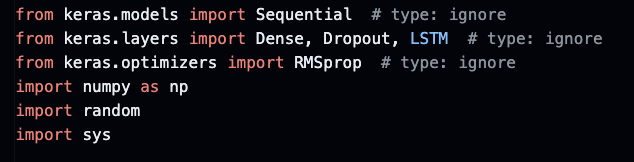 from keras.models import Sequential  # type: ignore
from keras.layers import Dense, Dropout, LSTM  # type: ignore
from keras.optimizers import RMSprop  # type: ignore
import numpy as np
import random
import sys